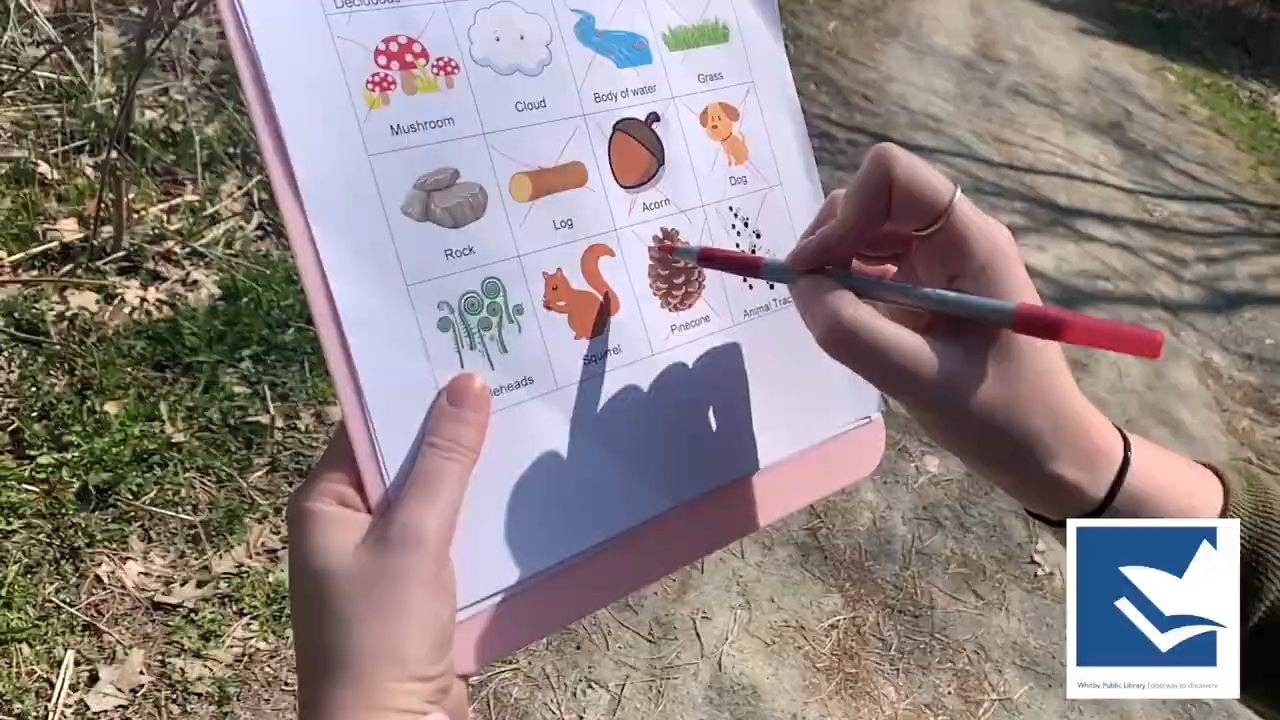 Deciduous
Mushroom
Cloud
Body of water
Grass
Rock
Log
Acorn
Dog
Squirrel
Pinecone
Animal Trac
Whitby Public Library | doorway to discovery